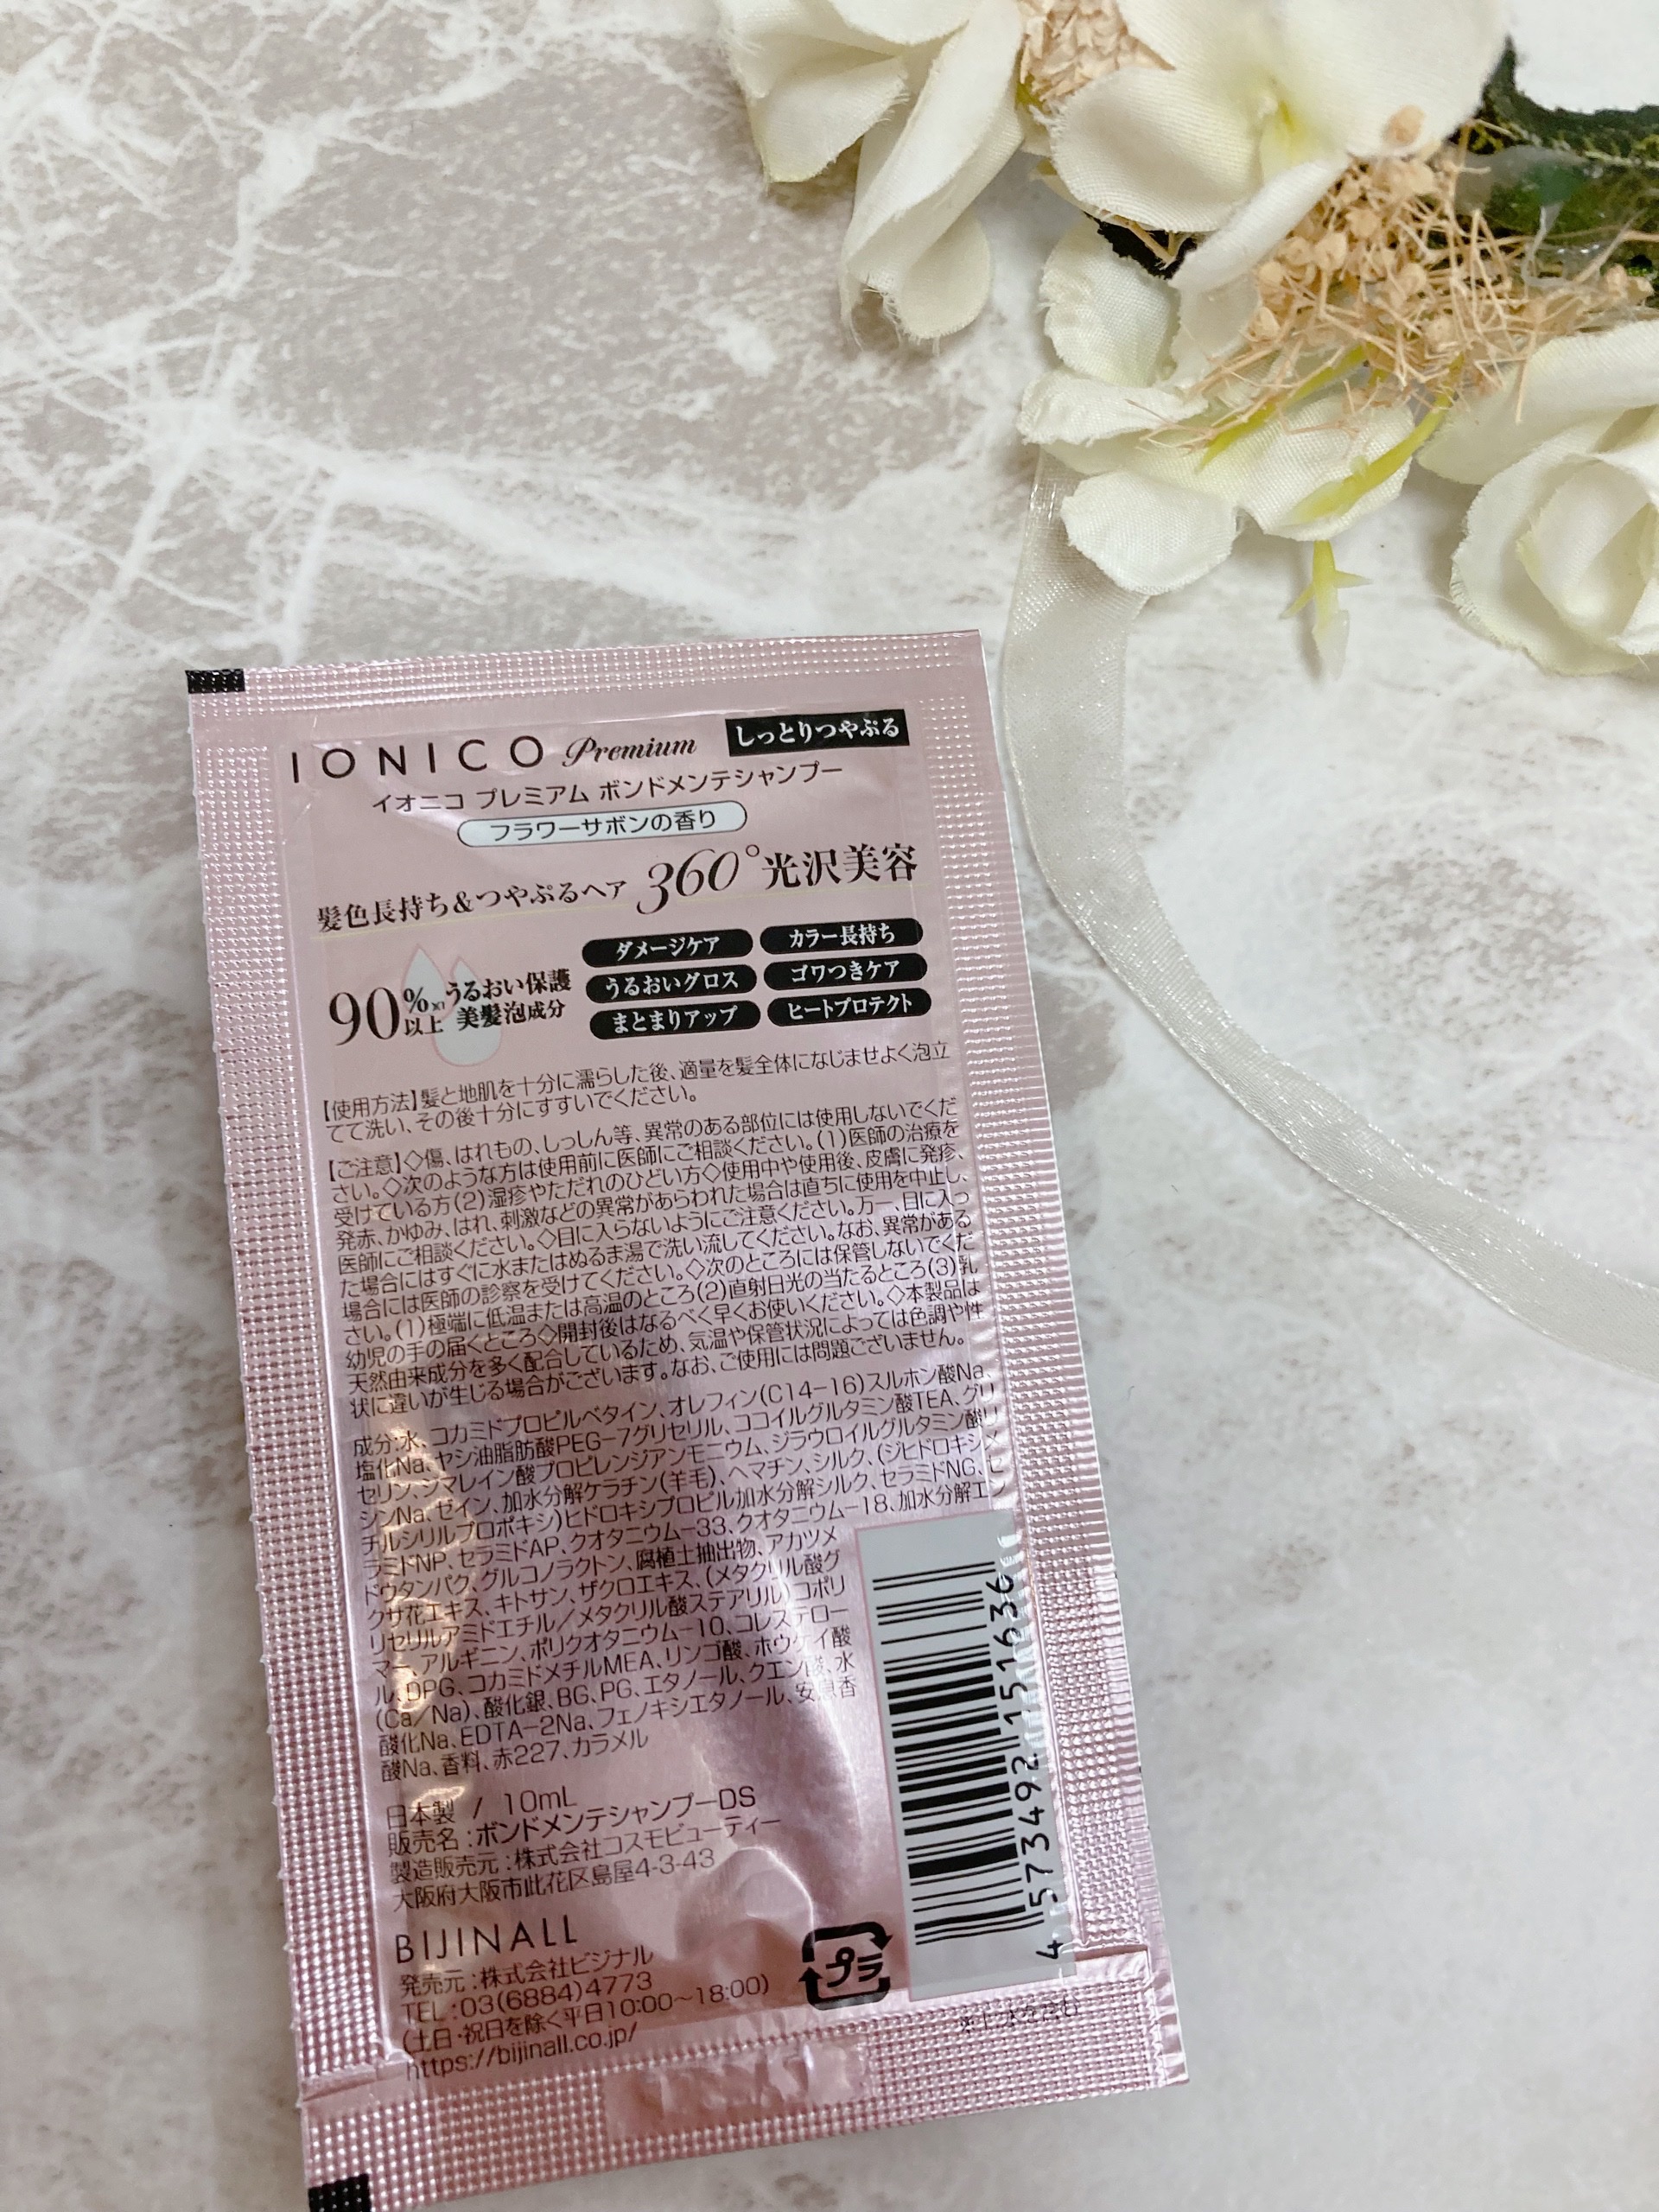 IONICO Premium しっとりつやぷる
イオニコ プレミアム ボンドメンテシャンプー
フラワーサボンの香り
髪色長持ち&つやぷるヘア 360°光沢美容
90%以上※1 うるおい保護
美髪泡成分
ダメージケア カラー長持ち
うるおいグロス ゴワつきケア
まとまりアップ ヒートプロテクト
【使用方法】髪と地肌を十分に濡らした後、適量を髪全体になじませよく泡立
てて洗い、その後十分にすすいでください。
【ご注意】◇傷、はれもの、しっしん等、異常のある部位には使用しないでくだ
さい。◇次のような方は使用前に医師にご相談ください。(1)医師の治療を
受けている方(2)湿疹やただれのひどい方◇使用中や使用後、皮膚に発疹、
発赤、かゆみ、はれ、刺激などの異常があらわれた場合は直ちに使用を中止し、
医師にご相談ください。◇目に入らないようにご注意ください。万一、目に入っ
た場合にはすぐに水またはぬるま湯で洗い流してください。なお、異常がある
場合には医師の診察を受けてください。◇次のところには保管しないでくだ
さい。(1)極端に低温または高温のところ(2)直射日光の当たるところ(3)乳
幼児の手の届くところ◇開封後はなるべく早くお使いください。◇本製品は
天然由来成分を多く配合しているため、気温や保管状況によっては色調や性
状に違いが生じる場合がございます。なお、ご使用には問題ございません。
成分:水、コカミドプロピルベタイン、オレフィン(C14-16)スルホン酸Na、
塩化Na、ヤシ油脂肪酸PEG-7グリセリル、ココイルグルタミン酸TEA、グリ
セリン、ジマレイン酸プロピレンジアンモニウム、ジラウロイルグルタミン酸リ
シンNa、ゼイン、加水分解ケラチン(羊毛)、ヘマチン、シルク、(ジヒドロキシメ
チルシリルプロポキシ)ヒドロキシプロピル加水分解シルク、セラミドNG、セ
ラミドNP、セラミドAP、クオタニウム-33、クオタニウム-18、加水分解エン
ドウタンパク、グルコノラクトン、腐植土抽出物、アカツメ
クサ花エキス、キトサン、ザクロエキス、(メタクリル酸グ
リセリルアミドエチル/メタクリル酸ステアリル)コポリ
マー、アルギニン、ポリクオタニウム-10、コレステロー
ル、DPG、コカミドメチルMEA、リンゴ酸、ホウケイ酸
(Ca/Na)、酸化銀、BG、PG、エタノール、クエン酸、水
酸化Na、EDTA-2Na、フェノキシエタノール、安息香
酸Na、香料、赤227、カラメル
日本製 / 10mL
販売名:ボンドメンテシャンプーDS
製造販売元:株式会社コスモビューティー
大阪府大阪市此花区島屋4-3-43
BIJINALL
発売元:株式会社ビジナル
TEL:03(6884)4773
(土日・祝日を除く平日10:00~18:00)
https://bijinall.co.jp/
プラ
4 573492 151636
※1 水を含む